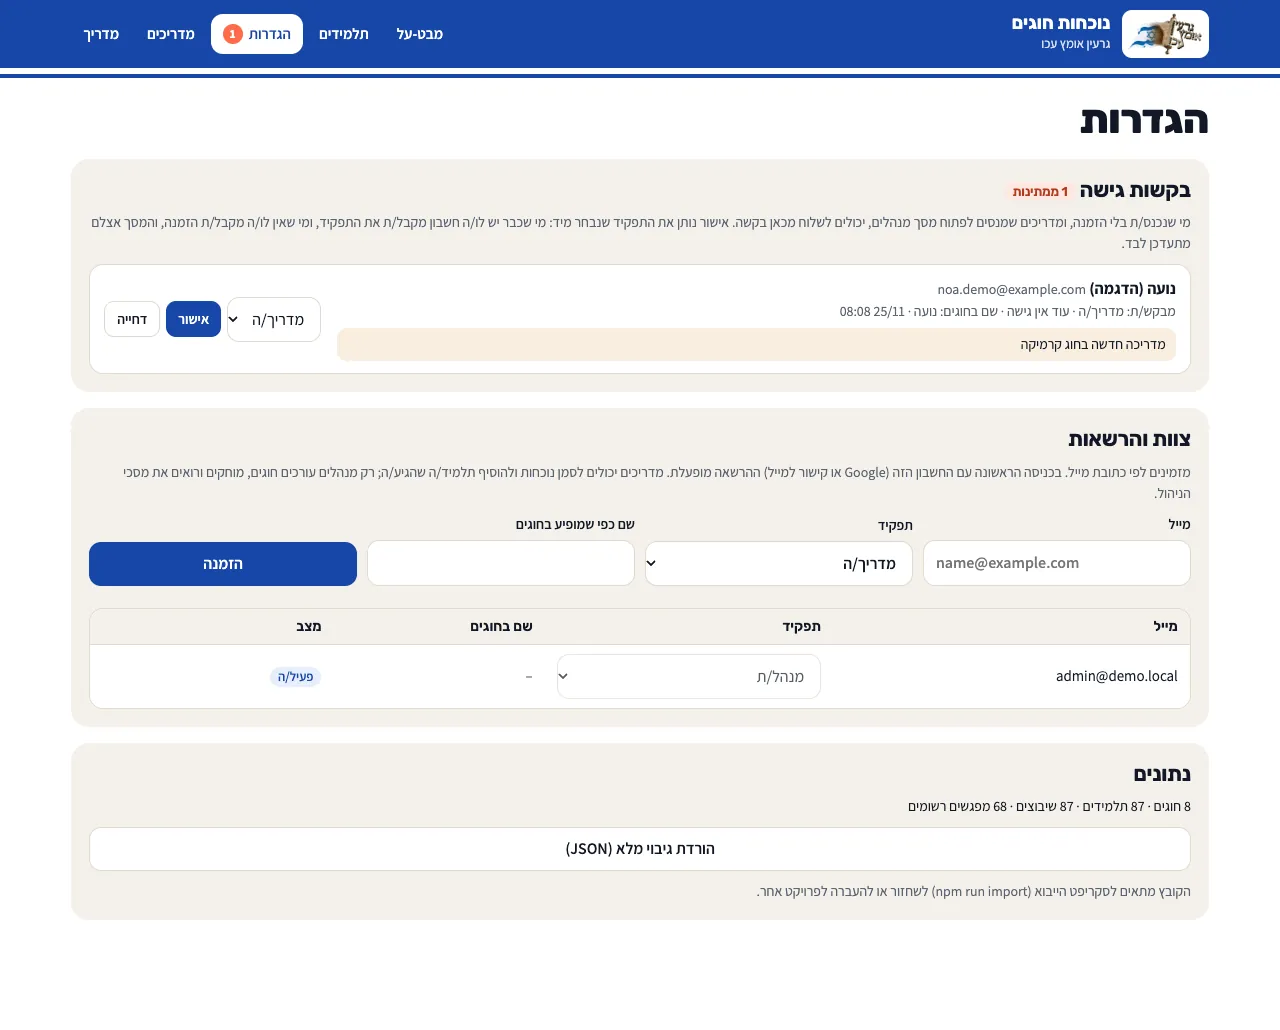 גרעין אומץ עכו
נוכחות חוגים
גרעין אומץ עכו
מבט-על
תלמידים
הגדרות 1
מדריכים
מדריך
הגדרות
בקשות גישה 1 ממתינות
מי שנכנס/ת בלי הזמנה, ומדריכים שמנסים לפתוח מסך מנהלים, יכולים לשלוח מכאן בקשה. אישור נותן את התפקיד שנבחר מיד: מי שכבר יש לו/ה חשבון מקבל/ת את התפקיד, ומי שאין לו/ה מקבל/ת הזמנה, והמסך אצלם
מתעדכן לבד.
נועה (הדגמה) noa.demo@example.com
מבקש/ת: מדריך/ה · עוד אין גישה · שם בחוגים: נועה · 25/11 08:08
מדריכה חדשה בחוג קרמיקה
מדריך/ה
אישור
דחייה
צוות והרשאות
מזמינים לפי כתובת מייל. בכניסה הראשונה עם החשבון הזה (Google או קישור למייל) ההרשאה מופעלת. מדריכים יכולים לסמן נוכחות ולהוסיף תלמיד/ה שהגיע/ה; רק מנהלים עורכים חוגים, מוחקים ורואים את מסכי
הניהול.
מייל
תפקיד
שם כפי שמופיע בחוגים
name@example.com
מדריך/ה
הזמנה
מייל תפקיד שם בחוגים מצב
admin@demo.local מנהל/ת – פעיל/ה
נתונים
8 חוגים · 87 תלמידים · 87 שיבוצים · 68 מפגשים רשומים
הורדת גיבוי מלא (JSON)
הקובץ מתאים לסקריפט הייבוא (npm run import) לשחזור או להעברה לפרויקט אחר.